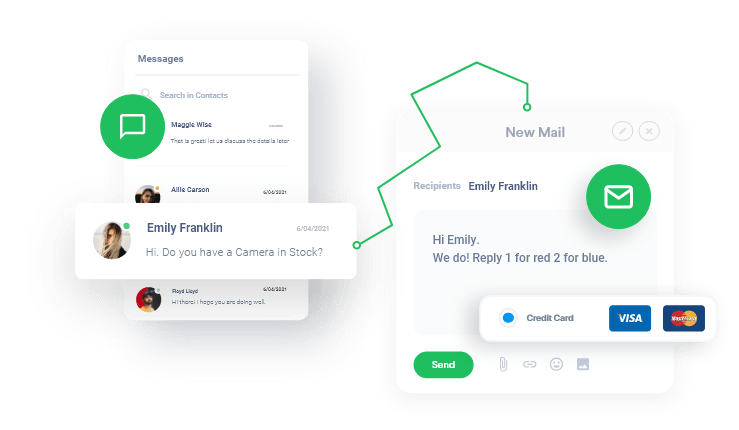 Messages
Search in Contacts
Maggie Wise
That is great! let us discuss the details later
Allie Carson 6/04/2021
Emily Franklin 6/04/2021
Hi. Do you have a Camera in Stock?
Floyd Lloyd 6/04/2021
Hi there! I hope you are doing well.
New Mail
Recipients Emily Franklin
Hi Emily.
We do! Reply 1 for red 2 for blue.
Credit Card VISA MasterCard
Send